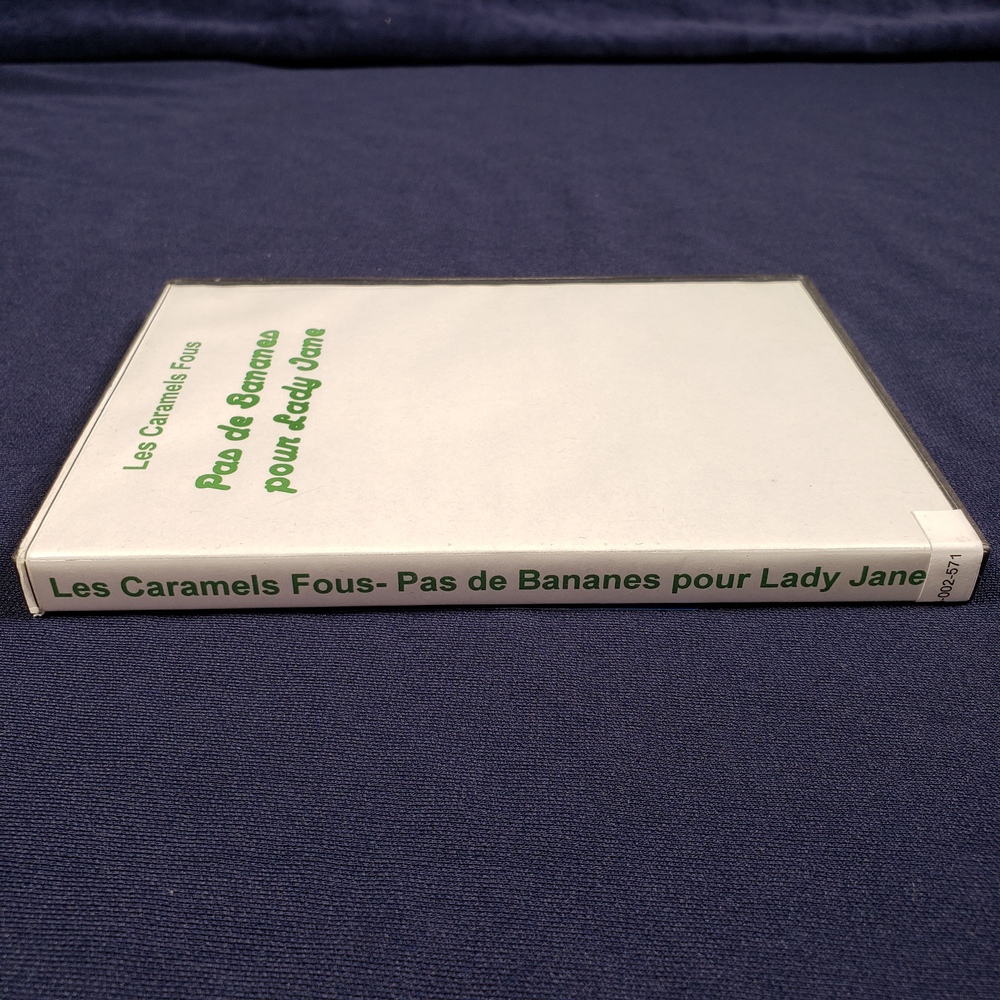 Les Caramels Fous
Pas de Bananes
pour Lady Jane
Les Caramels Fous- Pas de Bananes pour Lady Jane
-002-571